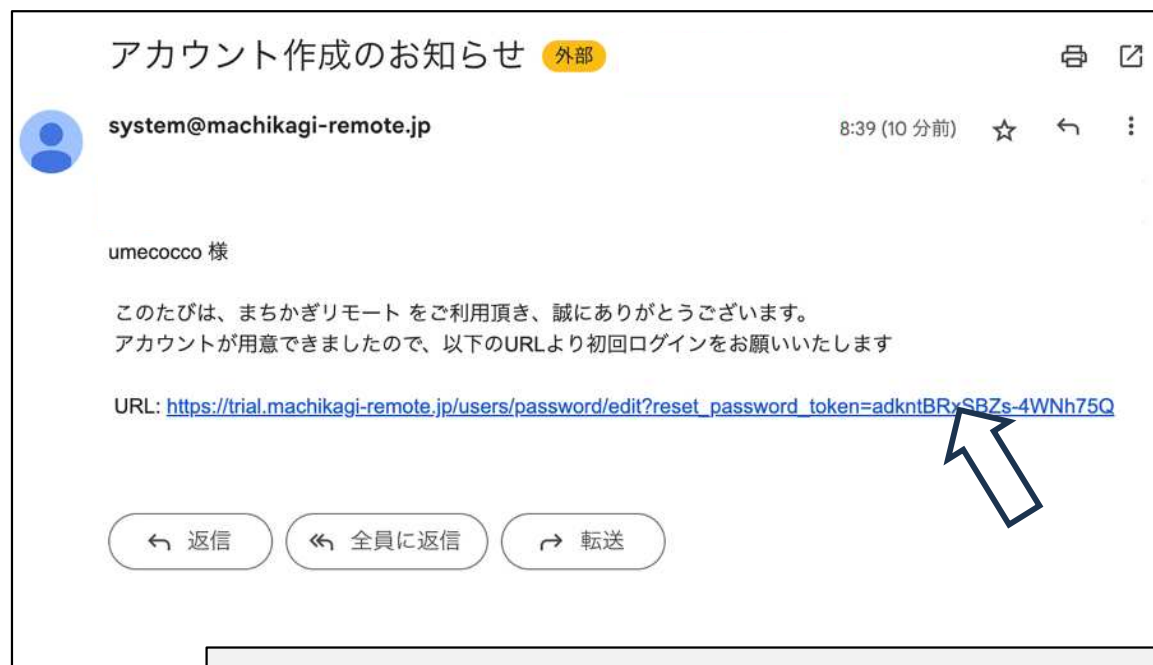 アカウント作成のお知らせ 外部
system@machikagi-remote.jp 8:39 (10 分前)
umecocco 様
このたびは、まちかぎリモート をご利用頂き、誠にありがとうございます。
アカウントが用意できましたので、以下のURLより初回ログインをお願いいたします
URL: https://trial.machikagi-remote.jp/users/password/edit?reset_password_token=adkntBRxSBZs-4WNh75Q
返信 全員に返信 転送